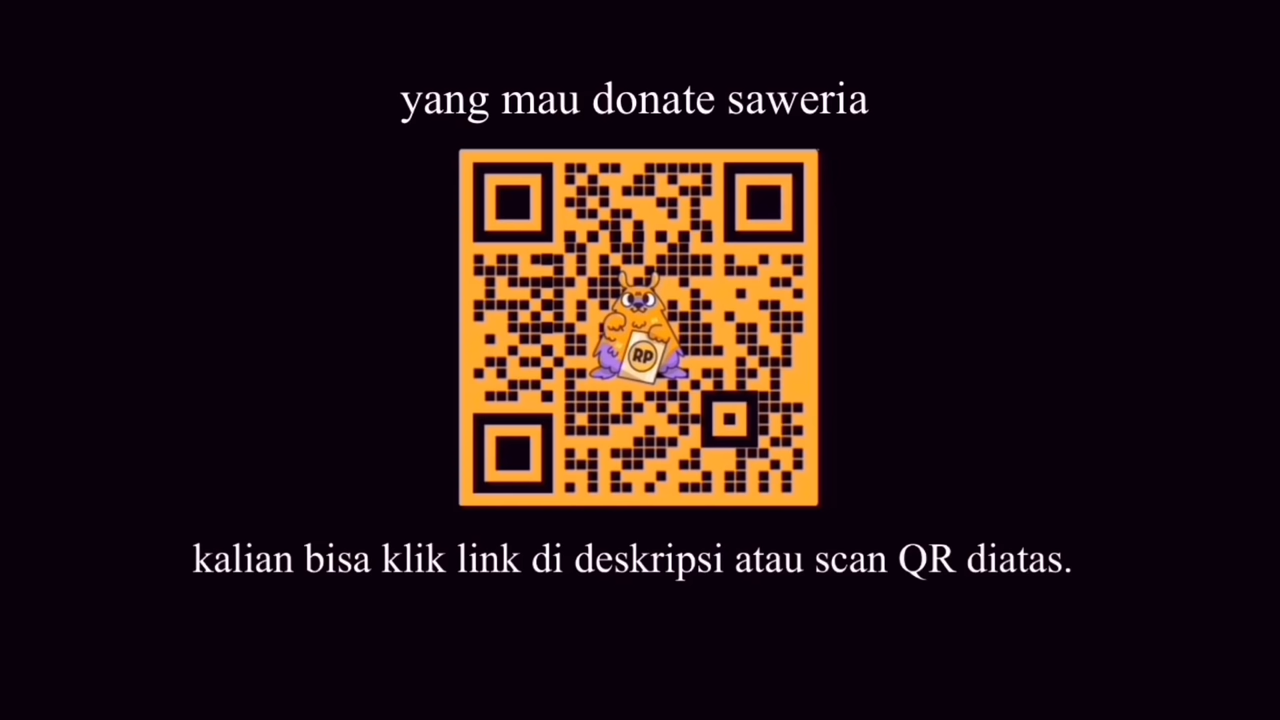 yang mau donate saweria
RP
kalian bisa klik link di deskripsi atau scan QR diatas.